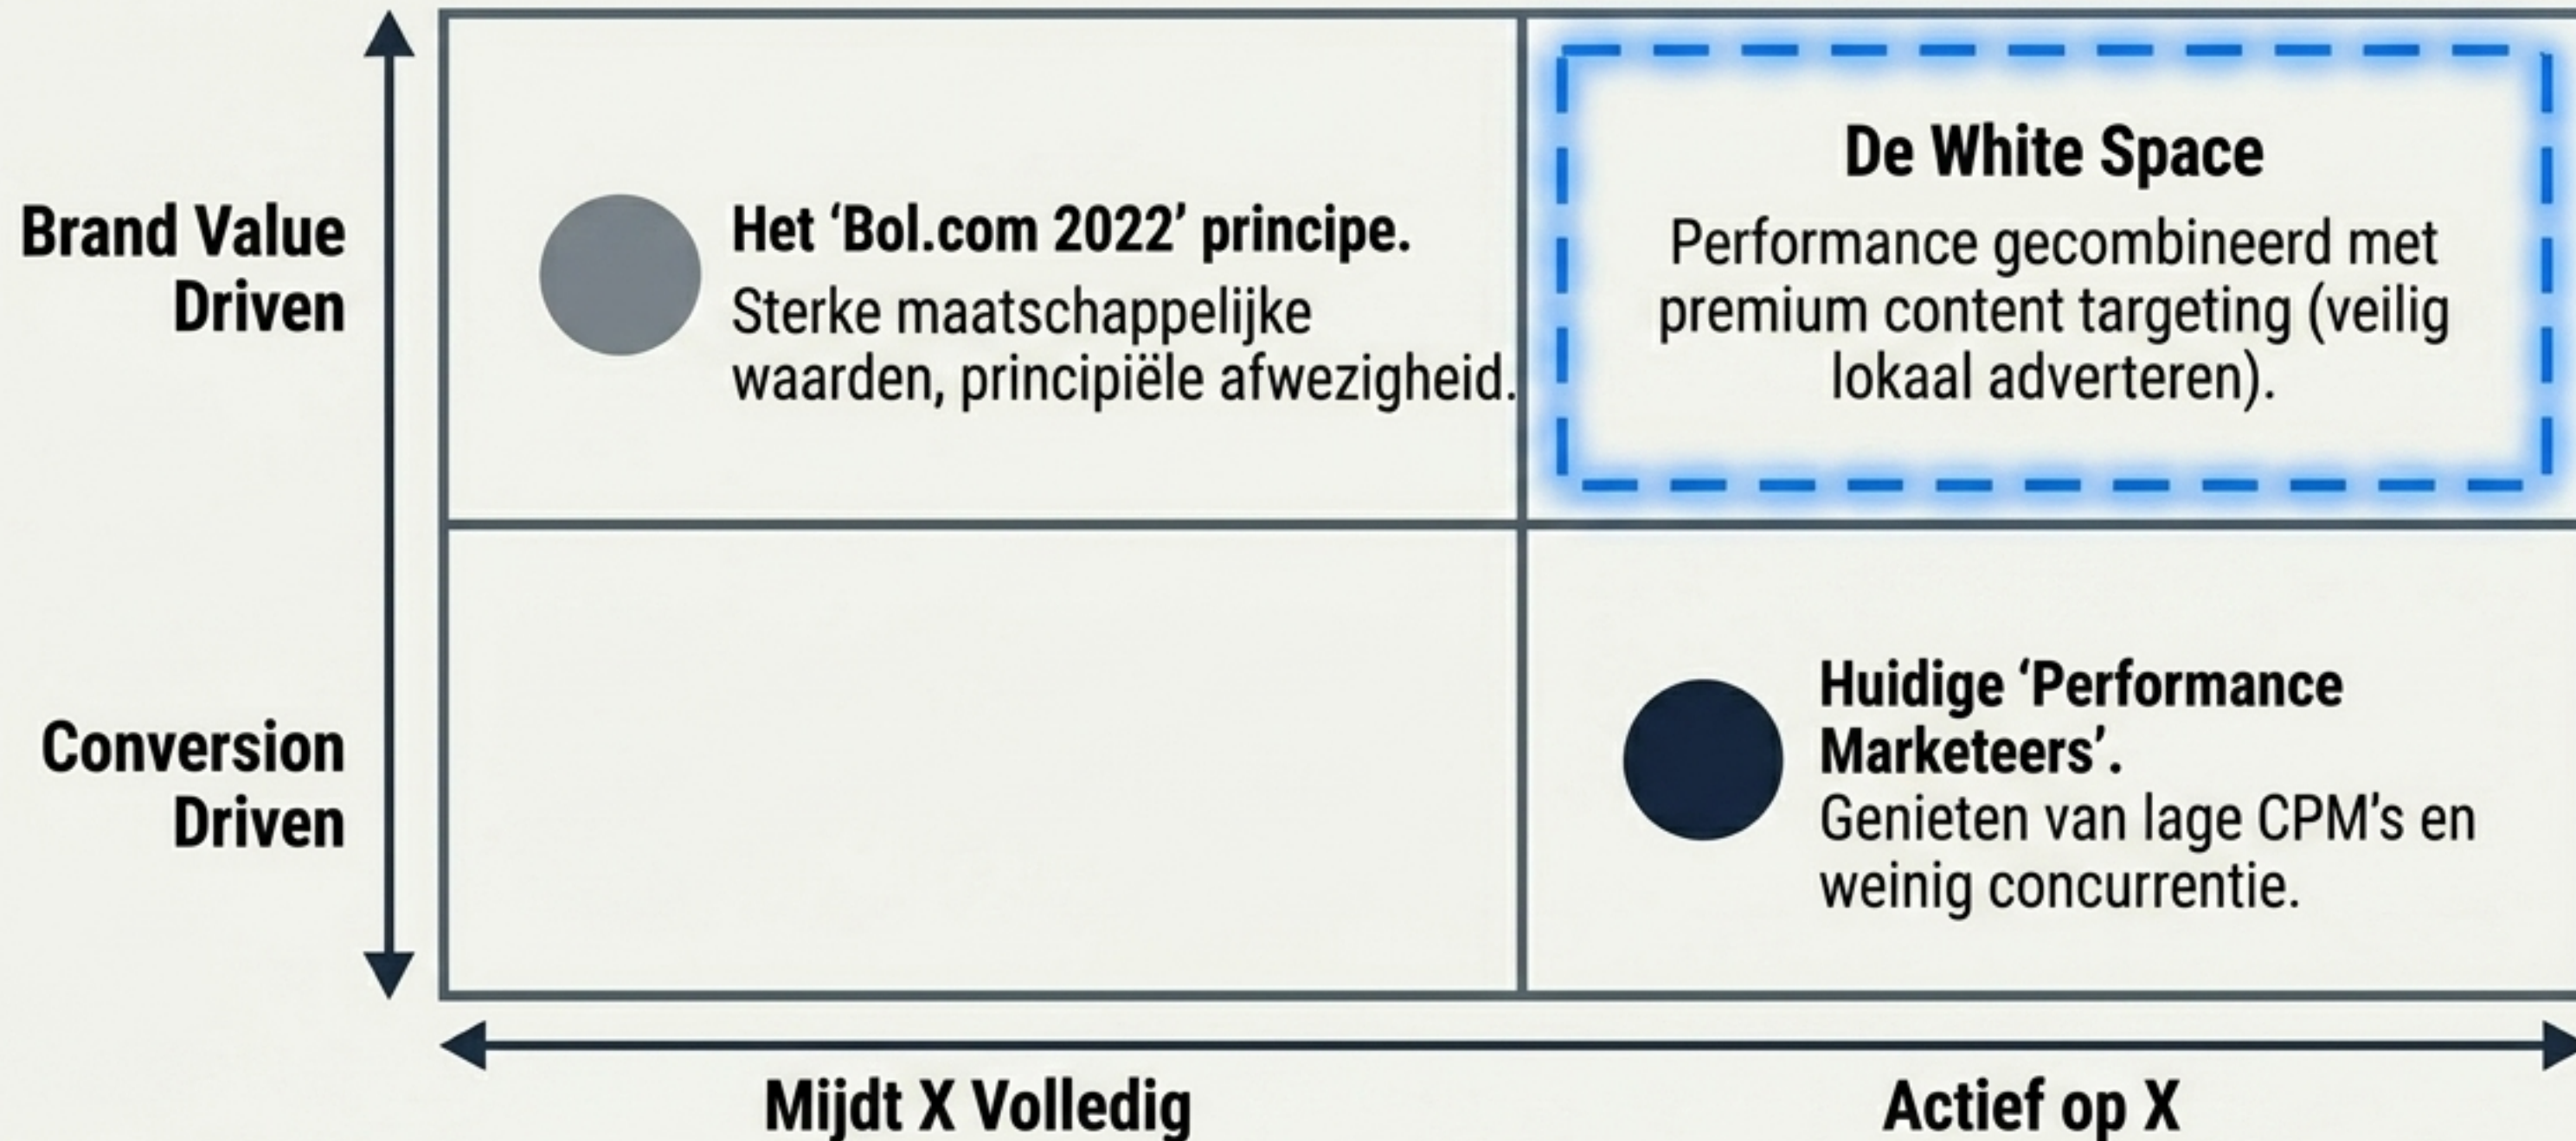 Brand Value
Driven
Het ‘Bol.com 2022’ principe.
Sterke maatschappelijke
waarden, principiële afwezigheid.
De White Space
Performance gecombineerd met
premium content targeting (veilig
lokaal adverteren).
Conversion
Driven
Huidige ‘Performance
Marketeers’.
Genieten van lage CPM’s en
weinig concurrentie.
Mijdt X Volledig
Actief op X